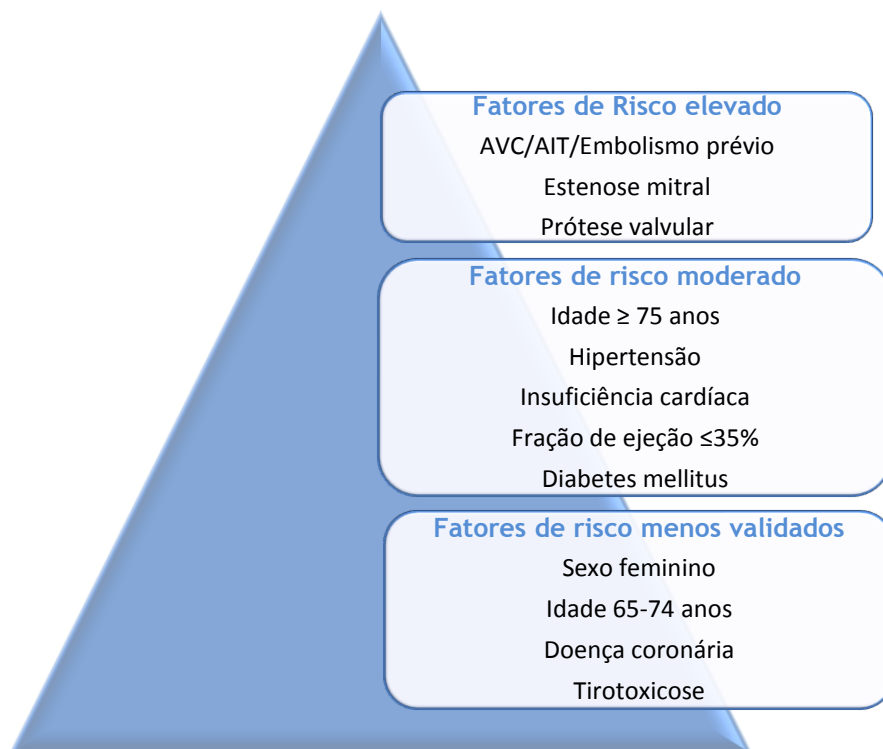 Fatores de Risco elevado
AVC/AIT/Embolismo prévio
Estenose mitral
Prótese valvular
Fatores de risco moderado
Idade ≥ 75 anos
Hipertensão
Insuficiência cardíaca
Fração de ejeção ≤35%
Diabetes mellitus
Fatores de risco menos validados
Sexo feminino
Idade 65-74 anos
Doença coronária
Tirotoxicose